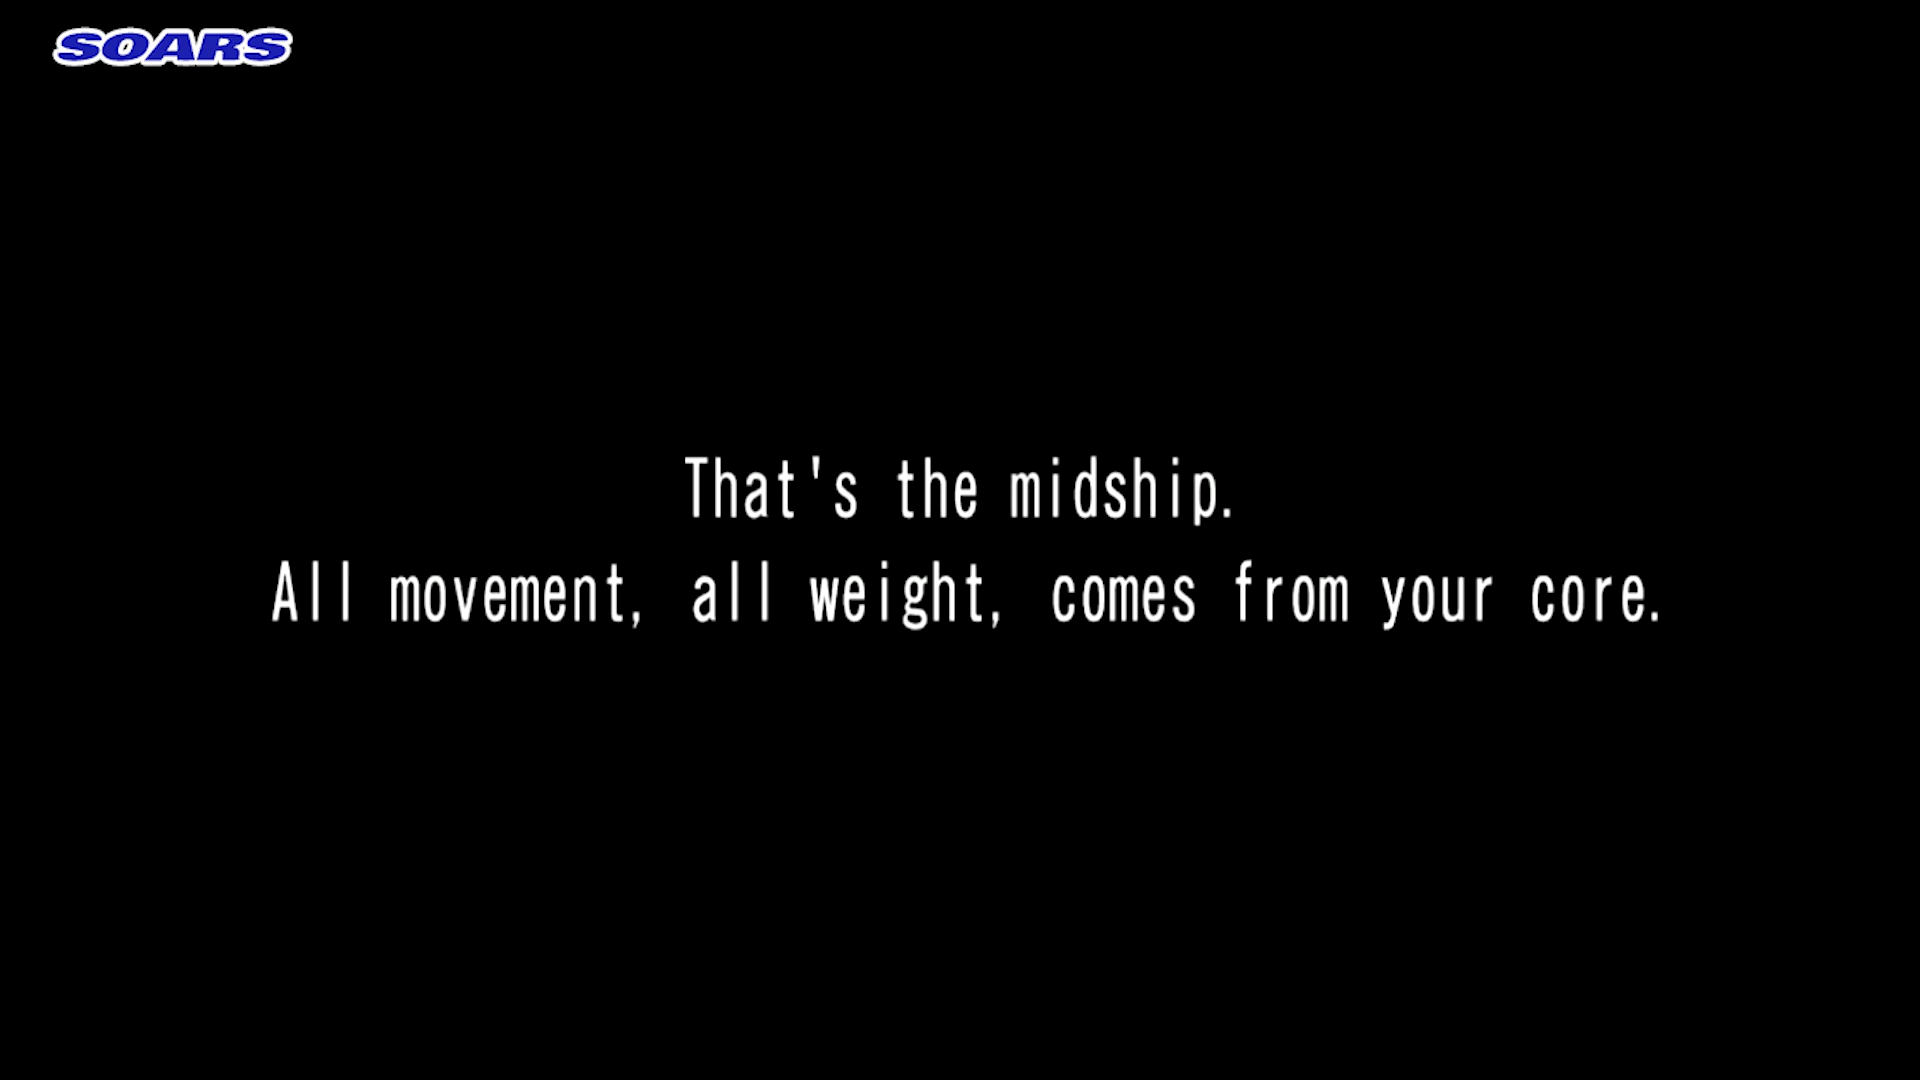 SOARS
That's the midship.
All movement, all weight, comes from your core.